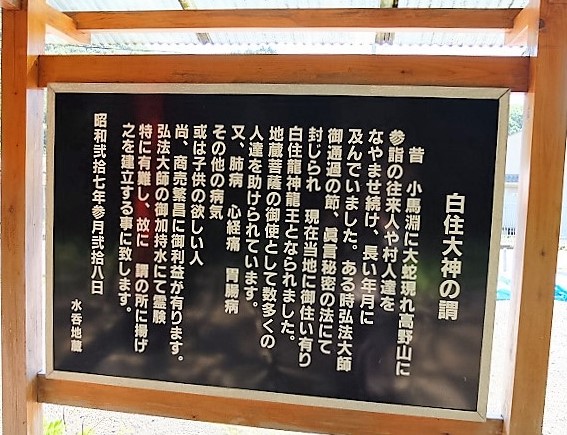 白住大神の謂
昔　小馬淵に大蛇現れ高野山に
参詣の往来人や村人達を
なやませ続け、長い年月に
及んでいました。ある時弘法大師
御通過の節、眞言秘密の法にて
封じられ　現在当地に御住い有り
白住龍神龍王となられました。
地蔵菩薩の御使として数多くの
人達を助けられています。
又、肺病　心経痛　胃腸病
その他の病気
或は子供の欲しい人
尚、商売繁昌に御利益が有ります。
弘法大師の御加持水にて霊験
特に有難し、故に　謂の所に揚げ
之を建立する事に致します。
昭和弐拾七年参月弐拾八日
水呑地蔵